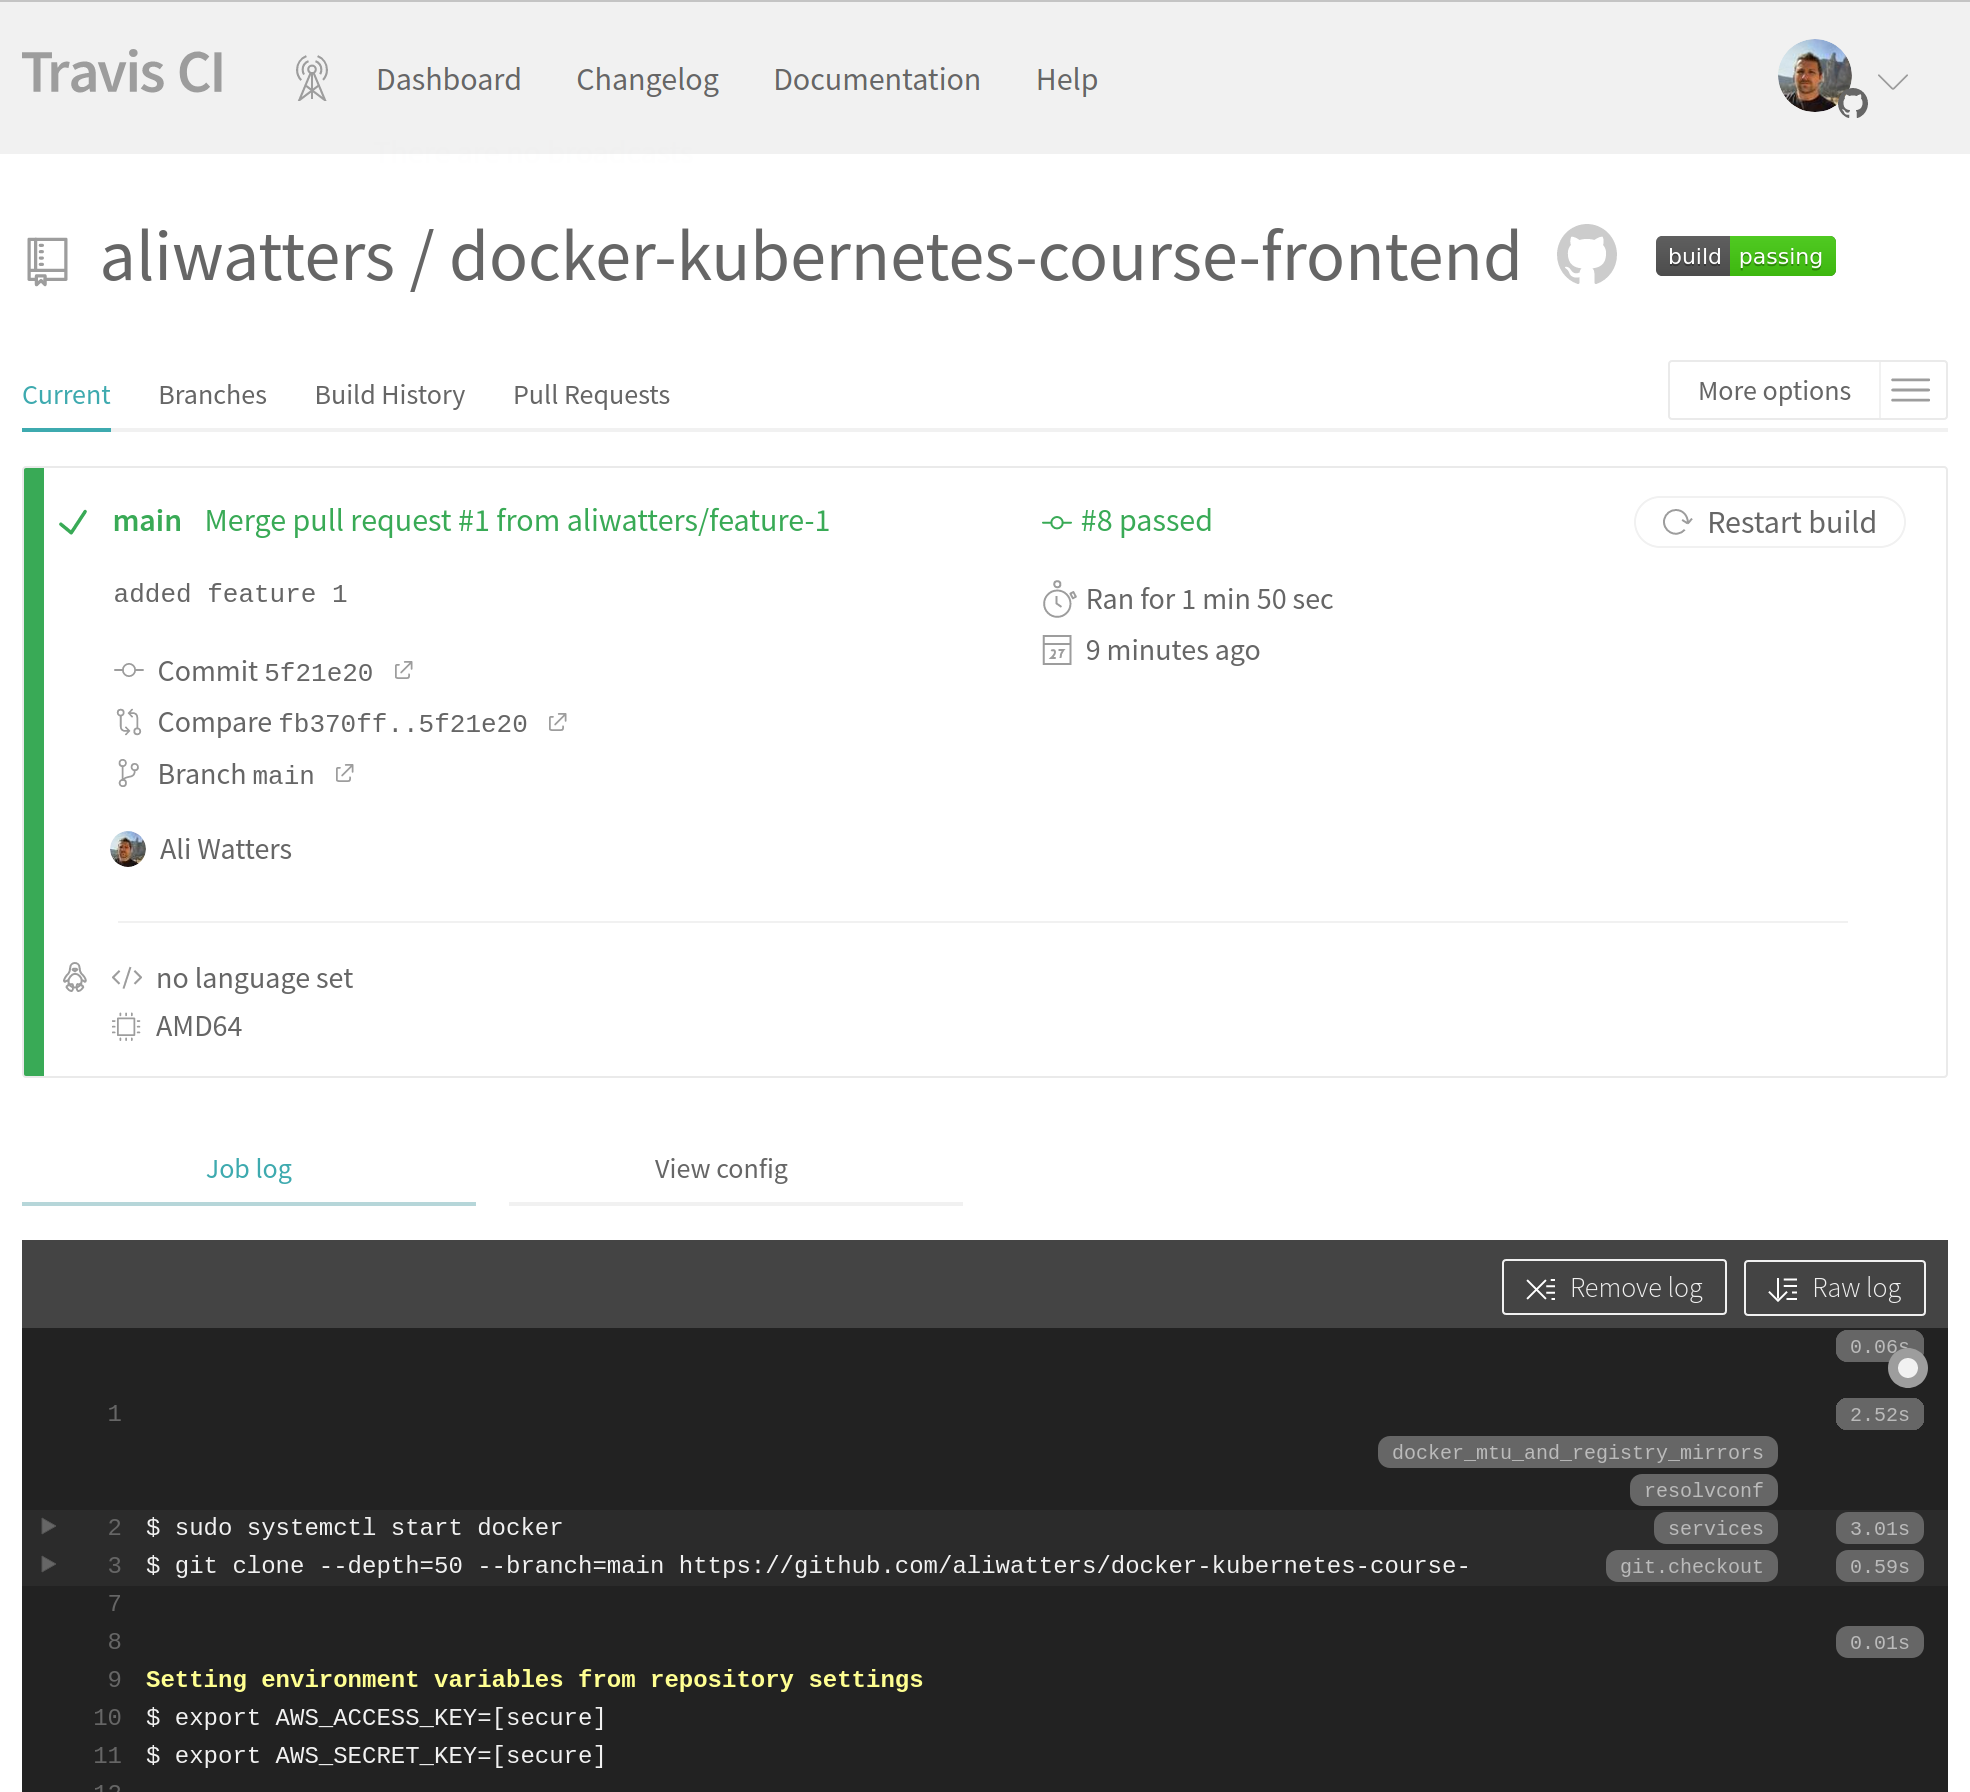 Travis CI Dashboard Changelog Documentation Help
aliwatters / docker-kubernetes-course-frontend build passing
Current Branches Build History Pull Requests More options
main Merge pull request #1 from aliwatters/feature-1 #8 passed Restart build
added feature 1
Ran for 1 min 50 sec
27 9 minutes ago
Commit 5f21e20
Compare fb370ff..5f21e20
Branch main
Ali Watters
</> no language set
AMD64
Job log View config
Remove log Raw log
0.06s
1 2.52s
docker_mtu_and_registry_mirrors
resolvconf
2 $ sudo systemctl start docker services 3.01s
3 $ git clone --depth=50 --branch=main https://github.com/aliwatters/docker-kubernetes-course- git.checkout 0.59s
7
8 0.01s
9 Setting environment variables from repository settings
10 $ export AWS_ACCESS_KEY=[secure]
11 $ export AWS_SECRET_KEY=[secure]
12